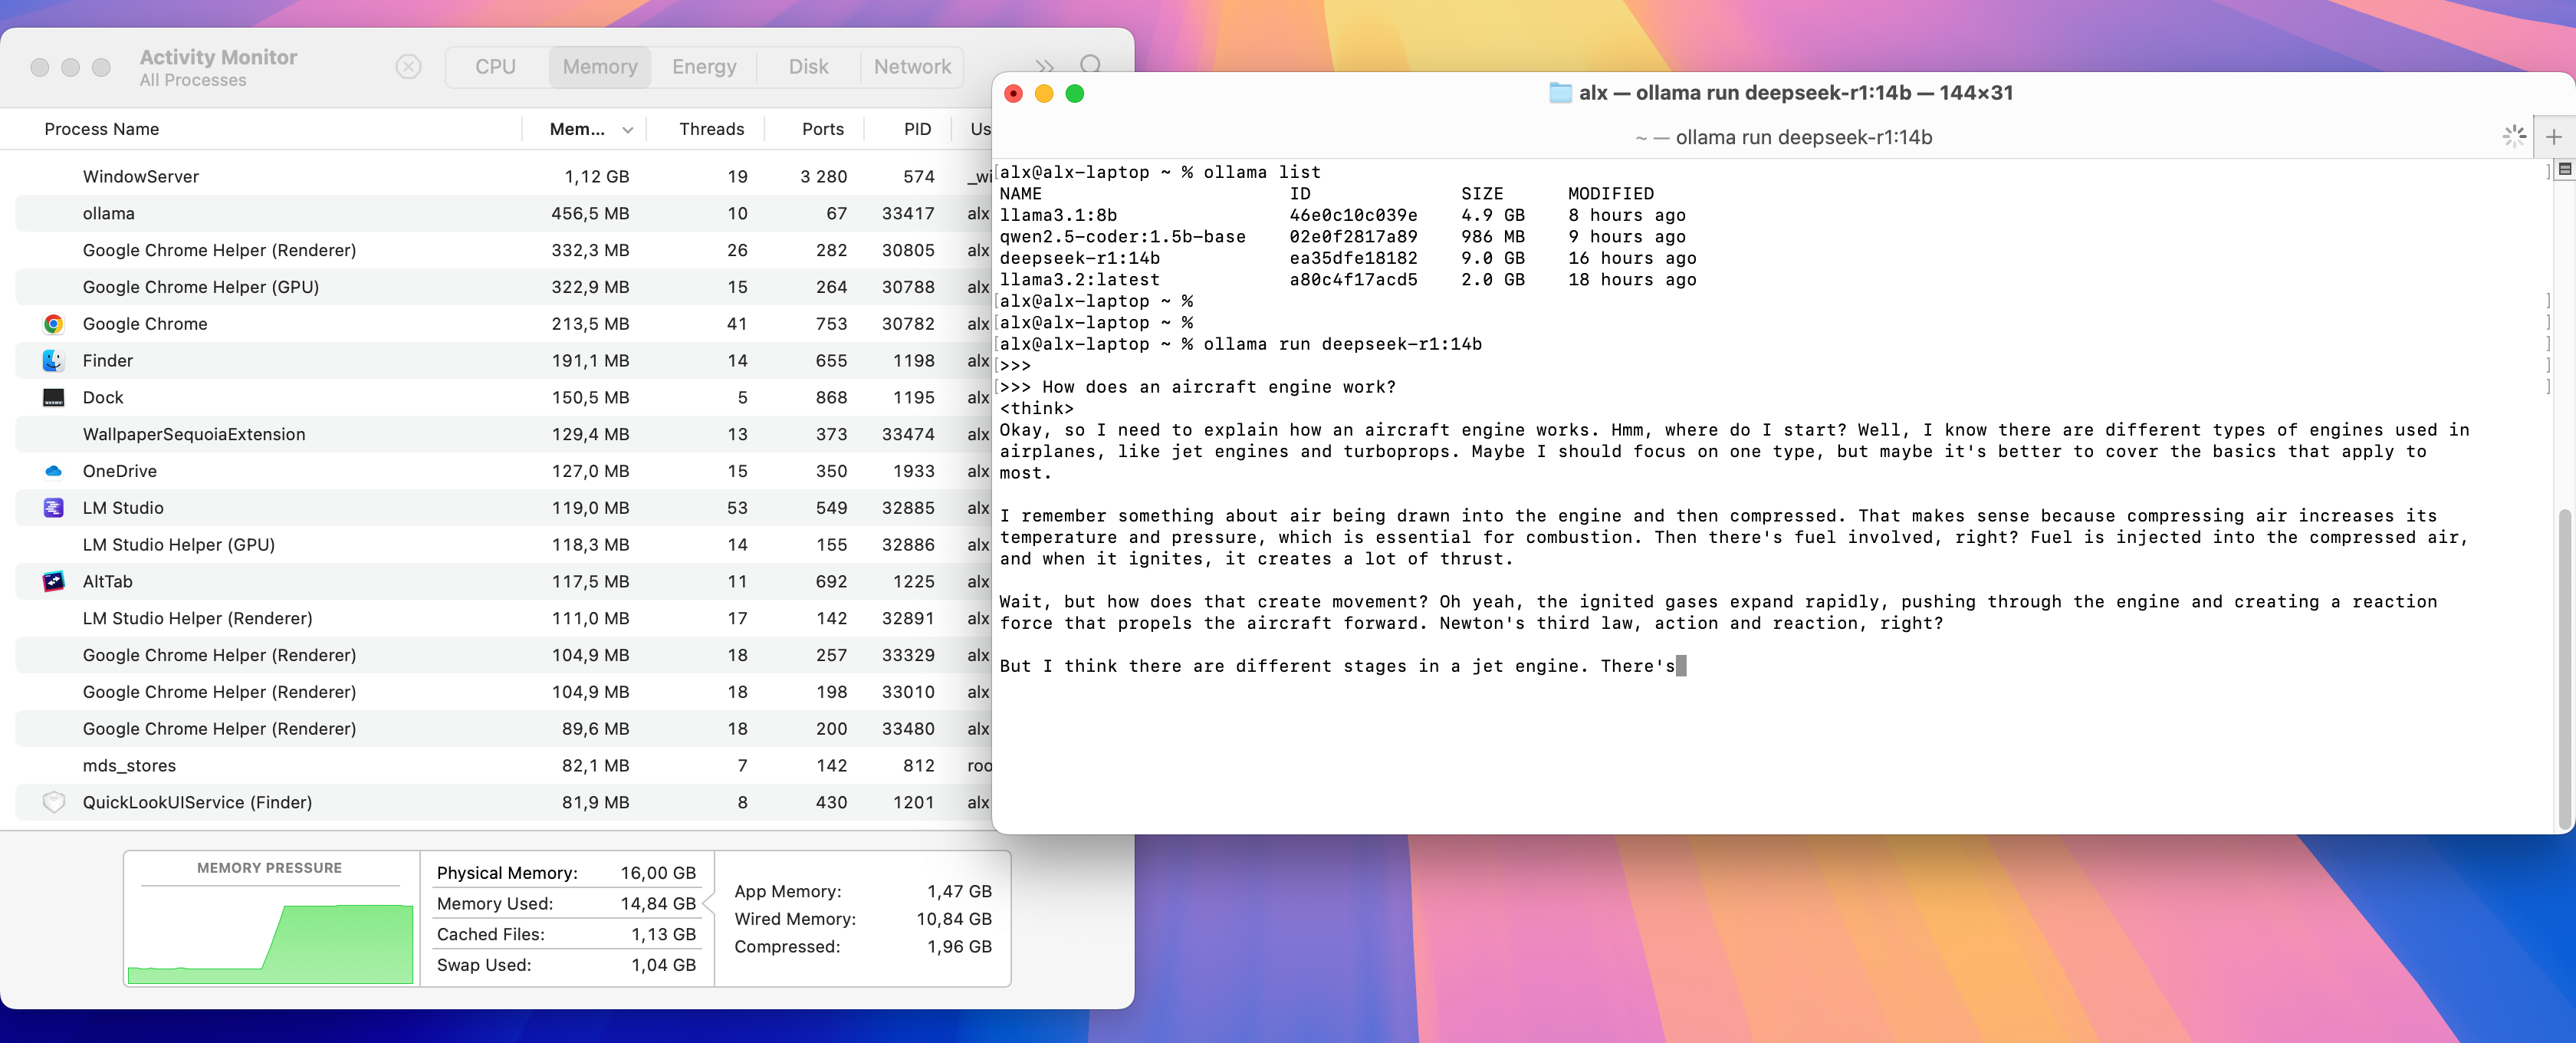 Activity Monitor
All Processes
CPU Memory Energy Disk Network
Process Name Mem... Threads Ports PID Us
WindowServer 1,12 GB 19 3 280 574 _wi
ollama 456,5 MB 10 67 33417 alx
Google Chrome Helper (Renderer) 332,3 MB 26 282 30805 alx
Google Chrome Helper (GPU) 322,9 MB 15 264 30788 alx
Google Chrome 213,5 MB 41 753 30782 alx
Finder 191,1 MB 14 655 1198 alx
Dock 150,5 MB 5 868 1195 alx
WallpaperSequoiaExtension 129,4 MB 13 373 33474 alx
OneDrive 127,0 MB 15 350 1933 alx
LM Studio 119,0 MB 53 549 32885 alx
LM Studio Helper (GPU) 118,3 MB 14 155 32886 alx
AltTab 117,5 MB 11 692 1225 alx
LM Studio Helper (Renderer) 111,0 MB 17 142 32891 alx
Google Chrome Helper (Renderer) 104,9 MB 18 257 33329 alx
Google Chrome Helper (Renderer) 104,9 MB 18 198 33010 alx
Google Chrome Helper (Renderer) 89,6 MB 18 200 33480 alx
mds_stores 82,1 MB 7 142 812 roo
QuickLookUIService (Finder) 81,9 MB 8 430 1201 alx
MEMORY PRESSURE
Physical Memory: 16,00 GB
Memory Used: 14,84 GB
Cached Files: 1,13 GB
Swap Used: 1,04 GB
App Memory: 1,47 GB
Wired Memory: 10,84 GB
Compressed: 1,96 GB
alx — ollama run deepseek-r1:14b — 144×31
~ — ollama run deepseek-r1:14b
[alx@alx-laptop ~ % ollama list ]
NAME ID SIZE MODIFIED
llama3.1:8b 46e0c10c039e 4.9 GB 8 hours ago
qwen2.5-coder:1.5b-base 02e0f2817a89 986 MB 9 hours ago
deepseek-r1:14b ea35dfe18182 9.0 GB 16 hours ago
llama3.2:latest a80c4f17acd5 2.0 GB 18 hours ago
[alx@alx-laptop ~ % ]
[alx@alx-laptop ~ % ]
[alx@alx-laptop ~ % ollama run deepseek-r1:14b ]
[>>> ]
[>>> How does an aircraft engine work? ]
<think>
Okay, so I need to explain how an aircraft engine works. Hmm, where do I start? Well, I know there are different types of engines used in
airplanes, like jet engines and turboprops. Maybe I should focus on one type, but maybe it's better to cover the basics that apply to
most.
I remember something about air being drawn into the engine and then compressed. That makes sense because compressing air increases its
temperature and pressure, which is essential for combustion. Then there's fuel involved, right? Fuel is injected into the compressed air,
and when it ignites, it creates a lot of thrust.
Wait, but how does that create movement? Oh yeah, the ignited gases expand rapidly, pushing through the engine and creating a reaction
force that propels the aircraft forward. Newton's third law, action and reaction, right?
But I think there are different stages in a jet engine. There's